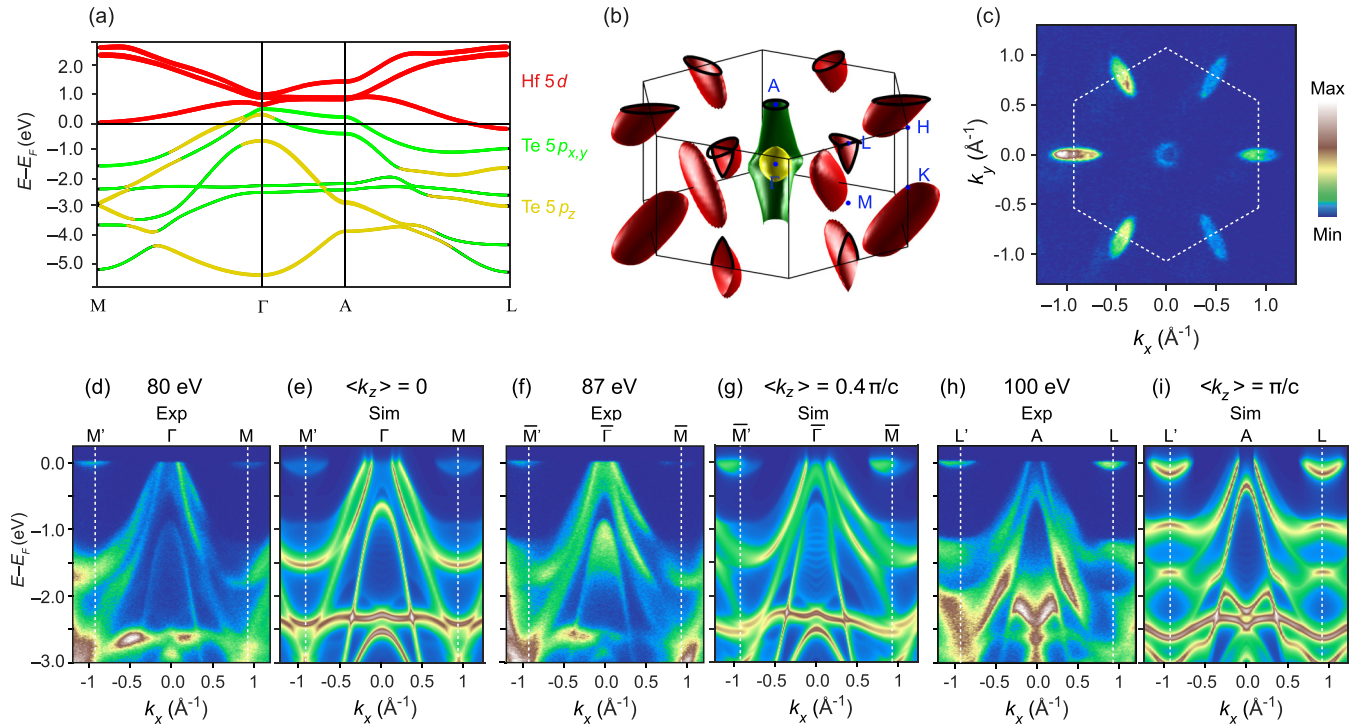 (a)
2.0
1.0
0.0
–1.0
–2.0
–3.0
–4.0
–5.0
E–E_F (eV)
M Γ A L
Hf 5d
Te 5p_x,y
Te 5p_z
(b)
A
H
L
Γ
K
M
(c)
1.0
0.5
0.0
-0.5
-1.0
k_y (Å⁻¹)
–1.0 –0.5 0.0 –0.5 1.0
k_x (Å⁻¹)
Max
Min
(d) 80 eV
Exp
M' Γ M
0.0
-1.0
–2.0
–3.0
E–E_F (eV)
-1 -0.5 0.0 0.5 1
k_x (Å⁻¹)
(e) <k_z> = 0
Sim
M' Γ M
-1 -0.5 0.0 0.5 1
k_x (Å⁻¹)
(f) 87 eV
Exp
M̅' Γ̅ M̅
-1 -0.5 0.0 0.5 1
k_x (Å⁻¹)
(g) <k_z> = 0.4 π/c
Sim
M̅' Γ̅ M̅
-1 -0.5 0.0 0.5 1
k_x (Å⁻¹)
(h) 100 eV
Exp
L' A L
-1 -0.5 0.0 0.5 1
k_x (Å⁻¹)
(i) <k_z> = π/c
Sim
L' A L
-1 -0.5 0.0 0.5 1
k_x (Å⁻¹)